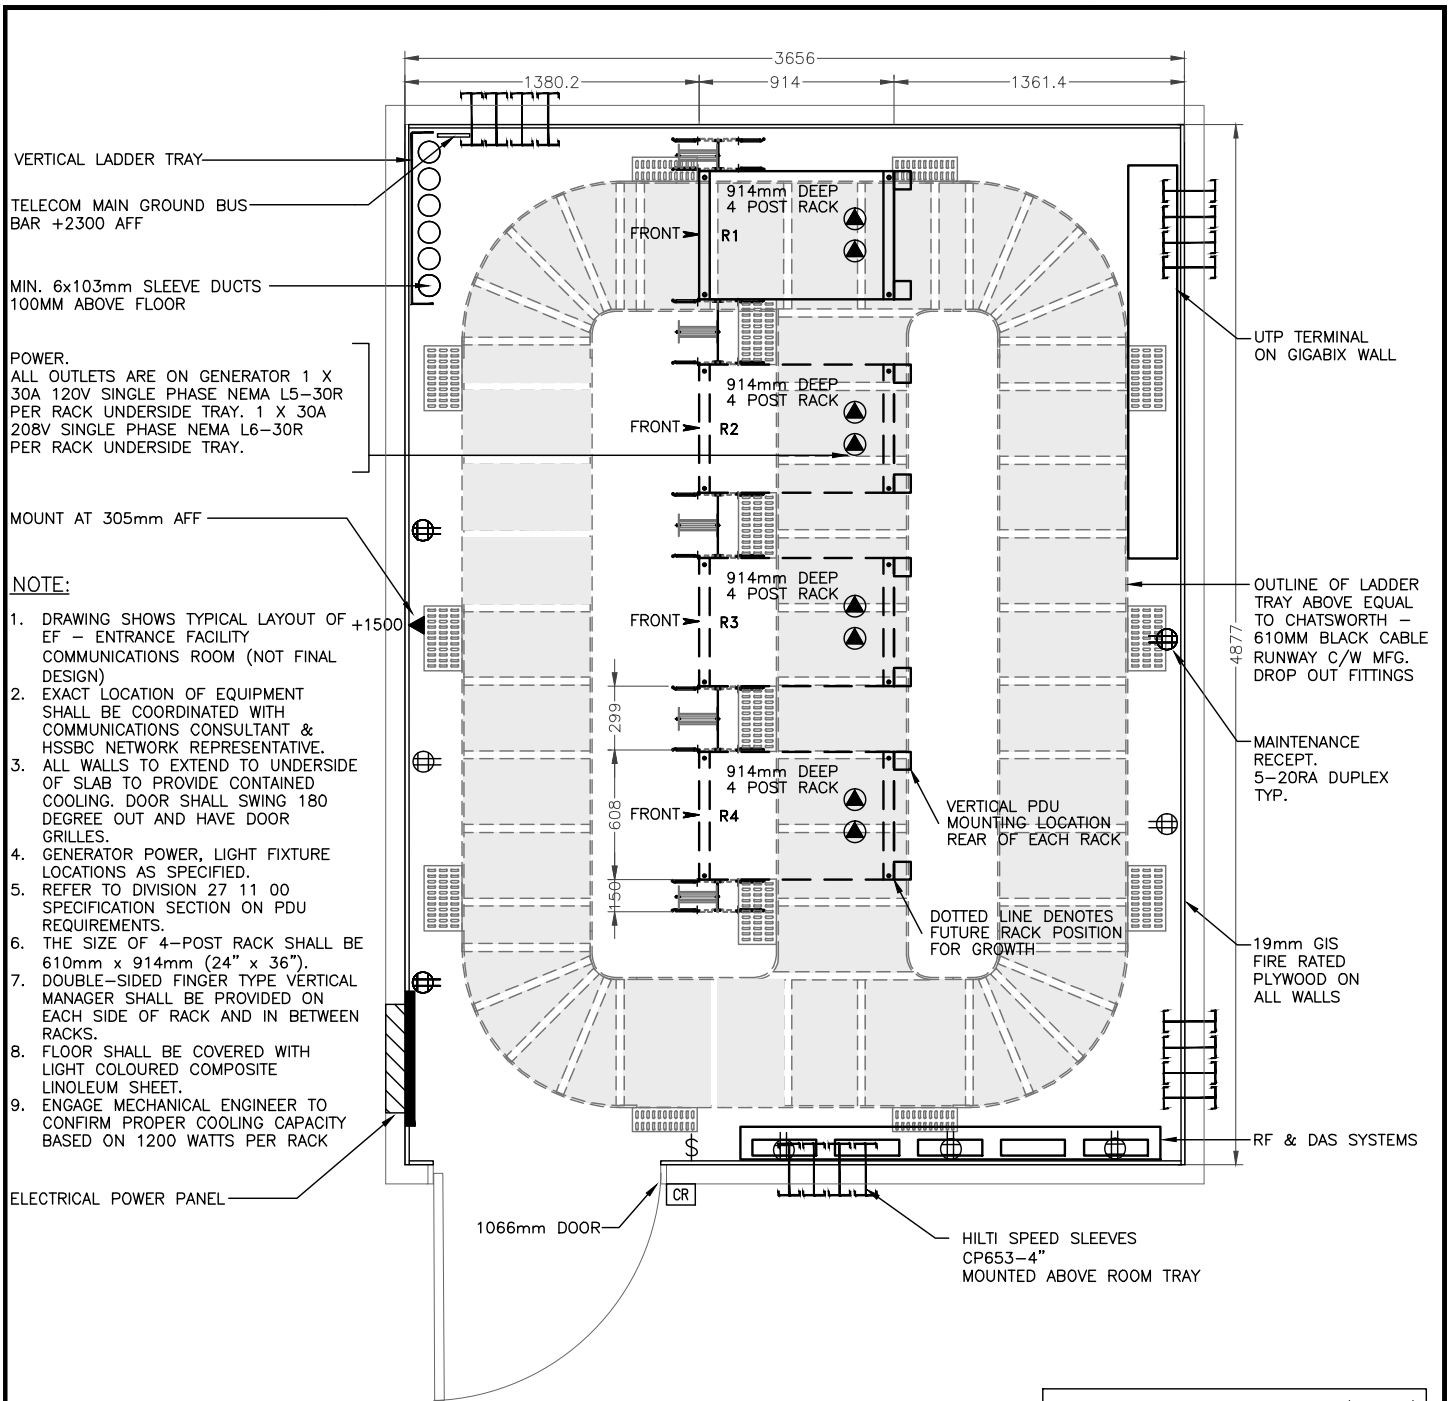 3656
1380.2
914
1361.4
VERTICAL LADDER TRAY
TELECOM MAIN GROUND BUS
BAR +2300 AFF
MIN. 6x103mm SLEEVE DUCTS
100MM ABOVE FLOOR
POWER.
ALL OUTLETS ARE ON GENERATOR 1 X
30A 120V SINGLE PHASE NEMA L5-30R
PER RACK UNDERSIDE TRAY. 1 X 30A
208V SINGLE PHASE NEMA L6-30R
PER RACK UNDERSIDE TRAY.
MOUNT AT 305mm AFF
NOTE:
1. DRAWING SHOWS TYPICAL LAYOUT OF
EF - ENTRANCE FACILITY
COMMUNICATIONS ROOM (NOT FINAL
DESIGN)
2. EXACT LOCATION OF EQUIPMENT
SHALL BE COORDINATED WITH
COMMUNICATIONS CONSULTANT &
HSSBC NETWORK REPRESENTATIVE.
3. ALL WALLS TO EXTEND TO UNDERSIDE
OF SLAB TO PROVIDE CONTAINED
COOLING. DOOR SHALL SWING 180
DEGREE OUT AND HAVE DOOR
GRILLES.
4. GENERATOR POWER, LIGHT FIXTURE
LOCATIONS AS SPECIFIED.
5. REFER TO DIVISION 27 11 00
SPECIFICATION SECTION ON PDU
REQUIREMENTS.
6. THE SIZE OF 4-POST RACK SHALL BE
610mm x 914mm (24" x 36").
7. DOUBLE-SIDED FINGER TYPE VERTICAL
MANAGER SHALL BE PROVIDED ON
EACH SIDE OF RACK AND IN BETWEEN
RACKS.
8. FLOOR SHALL BE COVERED WITH
LIGHT COLOURED COMPOSITE
LINOLEUM SHEET.
9. ENGAGE MECHANICAL ENGINEER TO
CONFIRM PROPER COOLING CAPACITY
BASED ON 1200 WATTS PER RACK
ELECTRICAL POWER PANEL
+1500
914mm DEEP
4 POST RACK
FRONT
R1
914mm DEEP
4 POST RACK
FRONT
R2
914mm DEEP
4 POST RACK
FRONT
R3
299
914mm DEEP
4 POST RACK
FRONT
R4
608
150
VERTICAL PDU
MOUNTING LOCATION
REAR OF EACH RACK
DOTTED LINE DENOTES
FUTURE RACK POSITION
FOR GROWTH
UTP TERMINAL
ON GIGABIX WALL
OUTLINE OF LADDER
TRAY ABOVE EQUAL
TO CHATSWORTH -
610MM BLACK CABLE
RUNWAY C/W MFG.
DROP OUT FITTINGS
4877
MAINTENANCE
RECEPT.
5-20RA DUPLEX
TYP.
19mm GIS
FIRE RATED
PLYWOOD ON
ALL WALLS
RF & DAS SYSTEMS
S
CR
1066mm DOOR
HILTI SPEED SLEEVES
CP653-4"
MOUNTED ABOVE ROOM TRAY